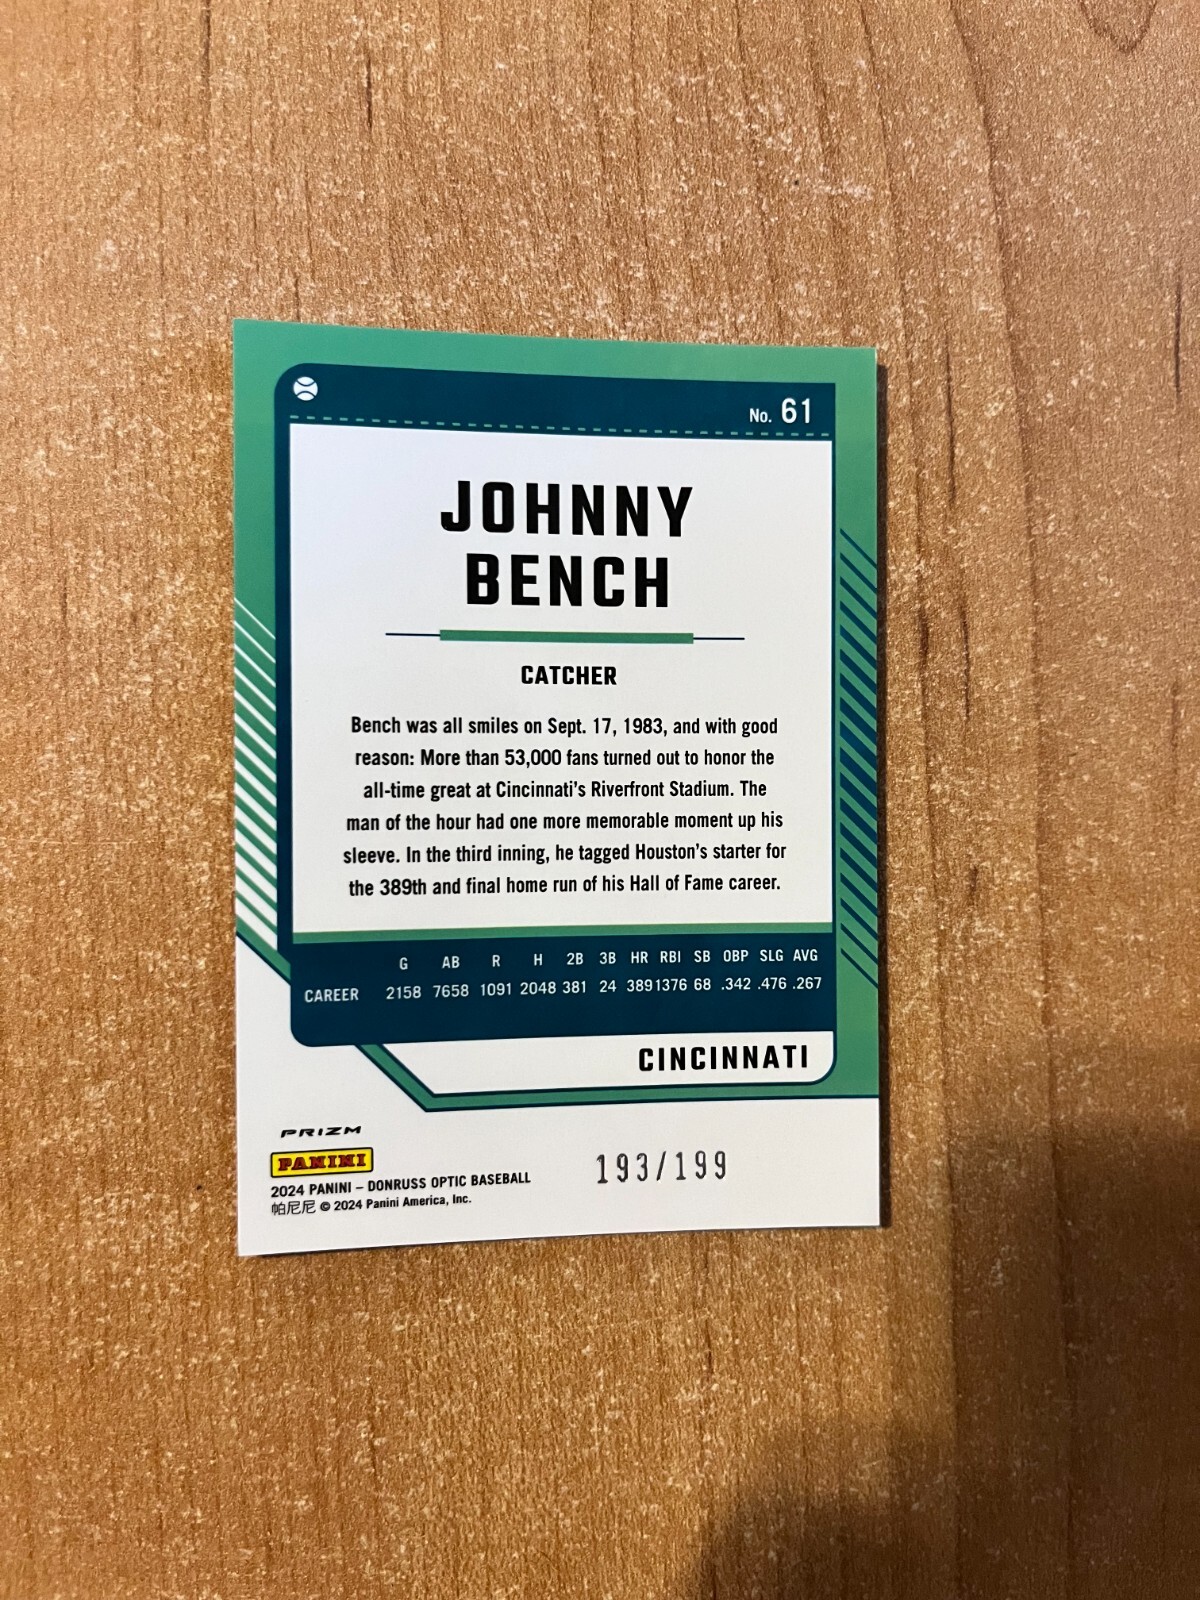 No. 61
JOHNNY
BENCH
CATCHER
Bench was all smiles on Sept. 17, 1983, and with good
reason: More than 53,000 fans turned out to honor the
all-time great at Cincinnati's Riverfront Stadium. The
man of the hour had one more memorable moment up his
sleeve. In the third inning, he tagged Houston's starter for
the 389th and final home run of his Hall of Fame career.
G AB R H 2B 3B HR RBI SB OBP SLG AVG
CAREER 2158 7658 1091 2048 381 24 389 1376 68 .342 .476 .267
CINCINNATI
PRIZM
PANINI
193/199
2024 PANINI – DONRUSS OPTIC BASEBALL
帕尼尼 © 2024 Panini America, Inc.